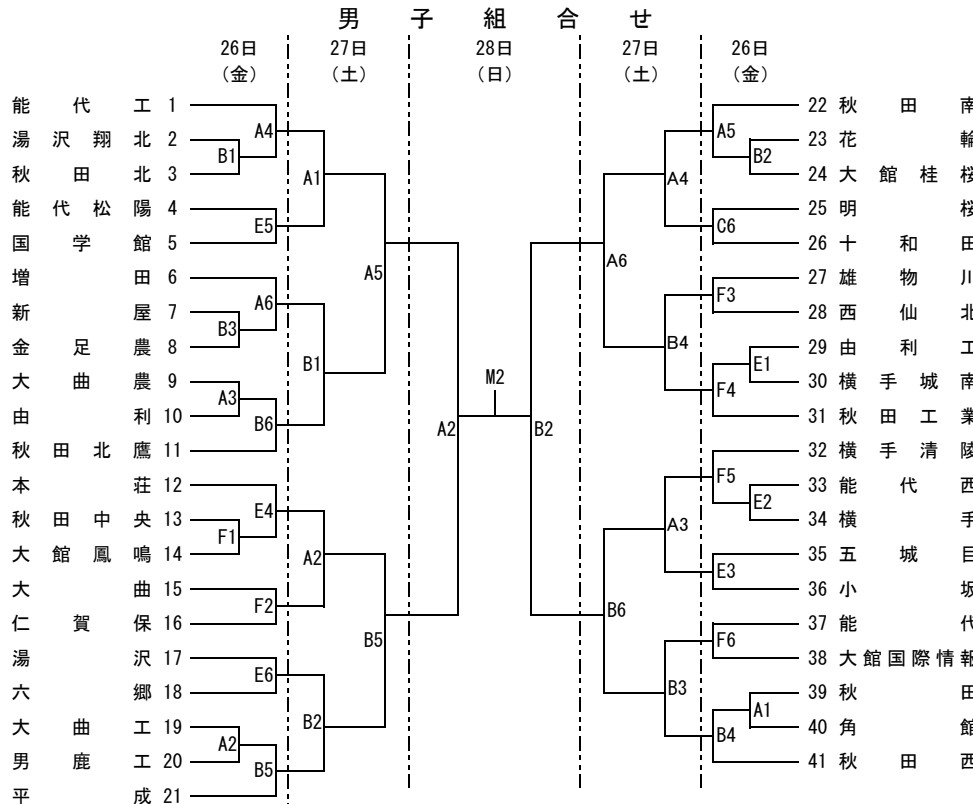 男子組合せ
26日 27日 28日 27日 26日
（金） （土） （日） （土） （金）
能代工 1 22 秋田南
A4 A5
湯沢翔北 2 23 花輪
B1 B2
秋田北 3 A1 A4 24 大館桂桜
能代松陽 4 25 明桜
E5 C6
国学館 5 26 十和田
A5 A6
増田 6 27 雄物川
A6 F3
新屋 7 28 西仙北
B3 B4
金足農 8 29 由利工
B1 E1
大曲農 9 M2 30 横手城南
A3 F4
由利 10 31 秋田工業
B6 A2 B2
秋田北鷹 11 32 横手清陵
F5
本荘 12 33 能代西
E4 E2
秋田中央 13 34 横手
F1 A3
大館鳳鳴 14 A2 35 五城目
E3
大曲 15 36 小坂
F2 B6
仁賀保 16 37 能代
B5 F6
湯沢 17 38 大館国際情報
E6 B3
六郷 18 39 秋田
B2 A1
大曲工 19 40 角館
A2 B4
男鹿工 20 41 秋田西
B5
平成 21